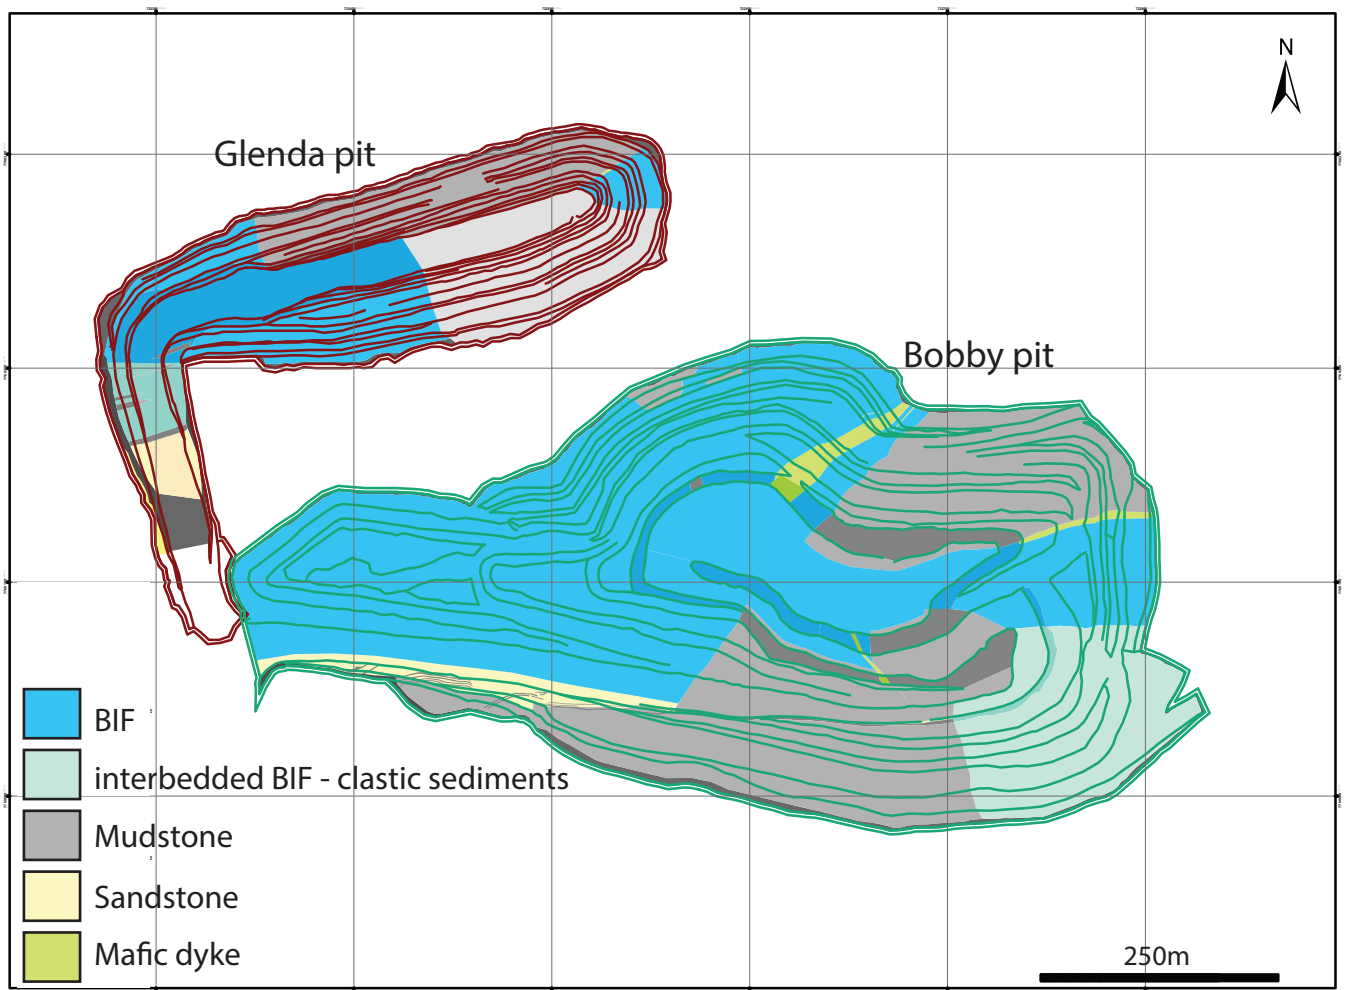 N
Glenda pit
Bobby pit
BIF
interbedded BIF - clastic sediments
Mudstone
Sandstone
Mafic dyke
250m